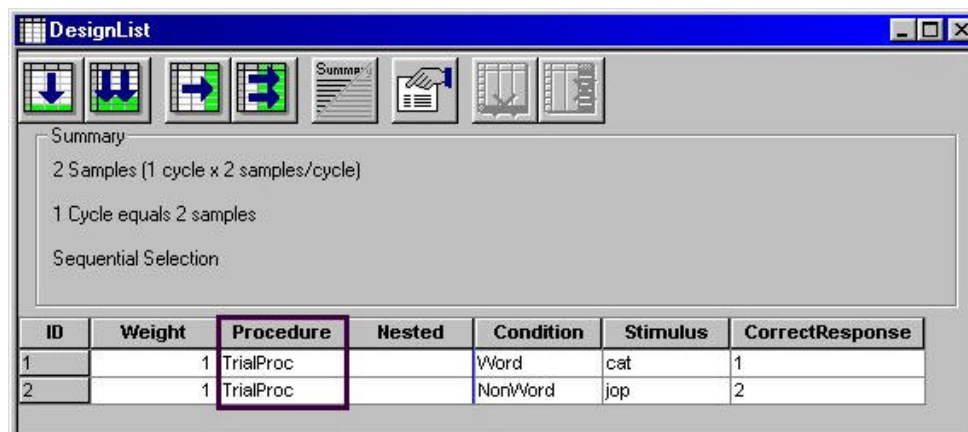 DesignList
Summary
Summary
2 Samples (1 cycle x 2 samples/cycle)
1 Cycle equals 2 samples
Sequential Selection
ID Weight Procedure Nested Condition Stimulus CorrectResponse
1 1 TrialProc Word cat 1
2 1 TrialProc NonWord jop 2